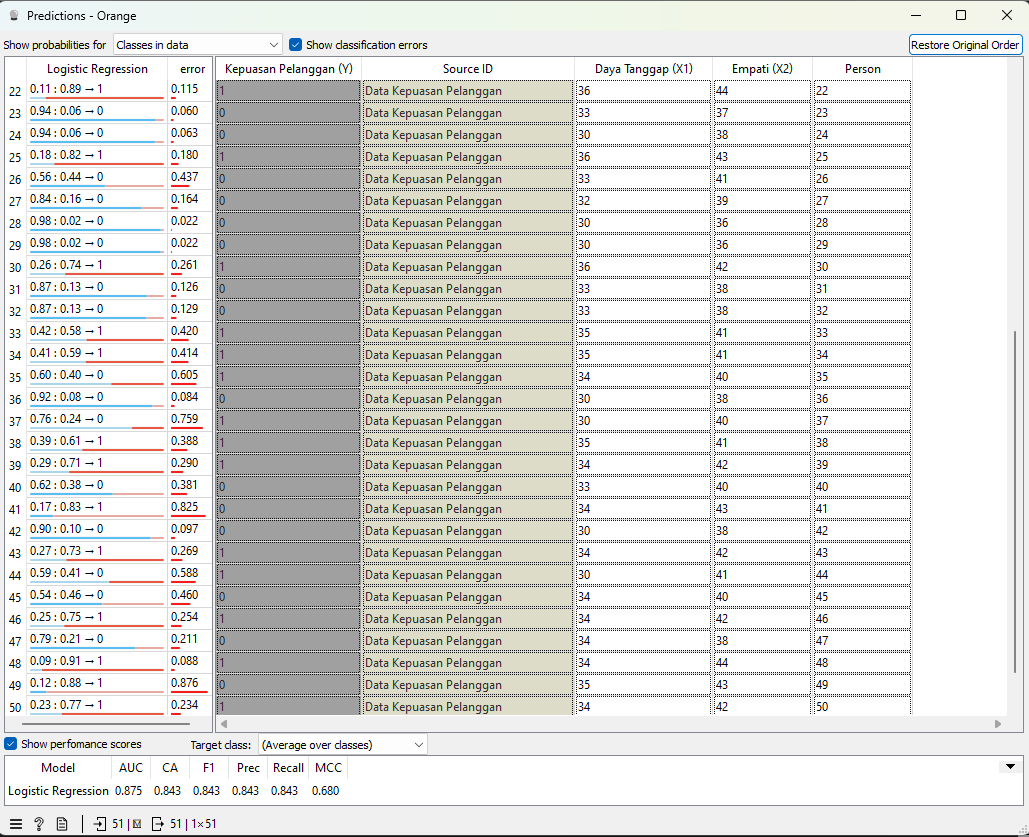 Predictions - Orange
Show probabilities for Classes in data Show classification errors Restore Original Order
Logistic Regression error Kepuasan Pelanggan (Y) Source ID Daya Tanggap (X1) Empati (X2) Person
22 0.11 : 0.89 → 1 0.115 1 Data Kepuasan Pelanggan 36 44 22
23 0.94 : 0.06 → 0 0.060 0 Data Kepuasan Pelanggan 33 37 23
24 0.94 : 0.06 → 0 0.063 0 Data Kepuasan Pelanggan 30 38 24
25 0.18 : 0.82 → 1 0.180 1 Data Kepuasan Pelanggan 36 43 25
26 0.56 : 0.44 → 0 0.437 0 Data Kepuasan Pelanggan 33 41 26
27 0.84 : 0.16 → 0 0.164 0 Data Kepuasan Pelanggan 32 39 27
28 0.98 : 0.02 → 0 0.022 0 Data Kepuasan Pelanggan 30 36 28
29 0.98 : 0.02 → 0 0.022 0 Data Kepuasan Pelanggan 30 36 29
30 0.26 : 0.74 → 1 0.261 1 Data Kepuasan Pelanggan 36 42 30
31 0.87 : 0.13 → 0 0.126 0 Data Kepuasan Pelanggan 33 38 31
32 0.87 : 0.13 → 0 0.129 0 Data Kepuasan Pelanggan 33 38 32
33 0.42 : 0.58 → 1 0.420 1 Data Kepuasan Pelanggan 35 41 33
34 0.41 : 0.59 → 1 0.414 1 Data Kepuasan Pelanggan 35 41 34
35 0.60 : 0.40 → 0 0.605 1 Data Kepuasan Pelanggan 34 40 35
36 0.92 : 0.08 → 0 0.084 0 Data Kepuasan Pelanggan 30 38 36
37 0.76 : 0.24 → 0 0.759 1 Data Kepuasan Pelanggan 30 40 37
38 0.39 : 0.61 → 1 0.388 1 Data Kepuasan Pelanggan 35 41 38
39 0.29 : 0.71 → 1 0.290 1 Data Kepuasan Pelanggan 34 42 39
40 0.62 : 0.38 → 0 0.381 0 Data Kepuasan Pelanggan 33 40 40
41 0.17 : 0.83 → 1 0.825 0 Data Kepuasan Pelanggan 34 43 41
42 0.90 : 0.10 → 0 0.097 0 Data Kepuasan Pelanggan 30 38 42
43 0.27 : 0.73 → 1 0.269 1 Data Kepuasan Pelanggan 34 42 43
44 0.59 : 0.41 → 0 0.588 1 Data Kepuasan Pelanggan 30 41 44
45 0.54 : 0.46 → 0 0.460 0 Data Kepuasan Pelanggan 34 40 45
46 0.25 : 0.75 → 1 0.254 1 Data Kepuasan Pelanggan 34 42 46
47 0.79 : 0.21 → 0 0.211 0 Data Kepuasan Pelanggan 34 38 47
48 0.09 : 0.91 → 1 0.088 1 Data Kepuasan Pelanggan 34 44 48
49 0.12 : 0.88 → 1 0.876 0 Data Kepuasan Pelanggan 35 43 49
50 0.23 : 0.77 → 1 0.234 1 Data Kepuasan Pelanggan 34 42 50
Show perfomance scores Target class: (Average over classes)
Model AUC CA F1 Prec Recall MCC
Logistic Regression 0.875 0.843 0.843 0.843 0.843 0.680
51 | M 51 | 1×51